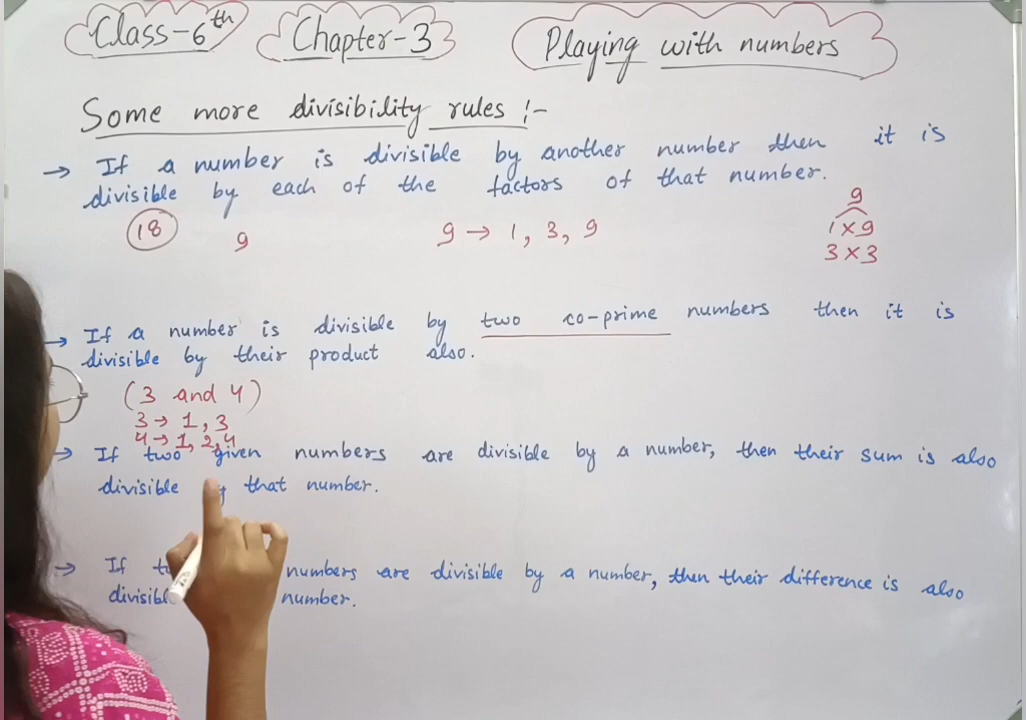 Class-6th Chapter-3 Playing with numbers
Some more divisibility rules :-
→ If a number is divisible by another number then it is
divisible by each of the factors of that number.
18 9 9 → 1, 3, 9
9
1 × 9
3 × 3
→ If a number is divisible by two co-prime numbers then it is
divisible by their product also.
(3 and 4)
3 → 1, 3
4 → 1, 2, 4
→ If two given numbers are divisible by a number, then their sum is also
divisible that number.
→ If numbers are divisible by a number, then their difference is also
number.